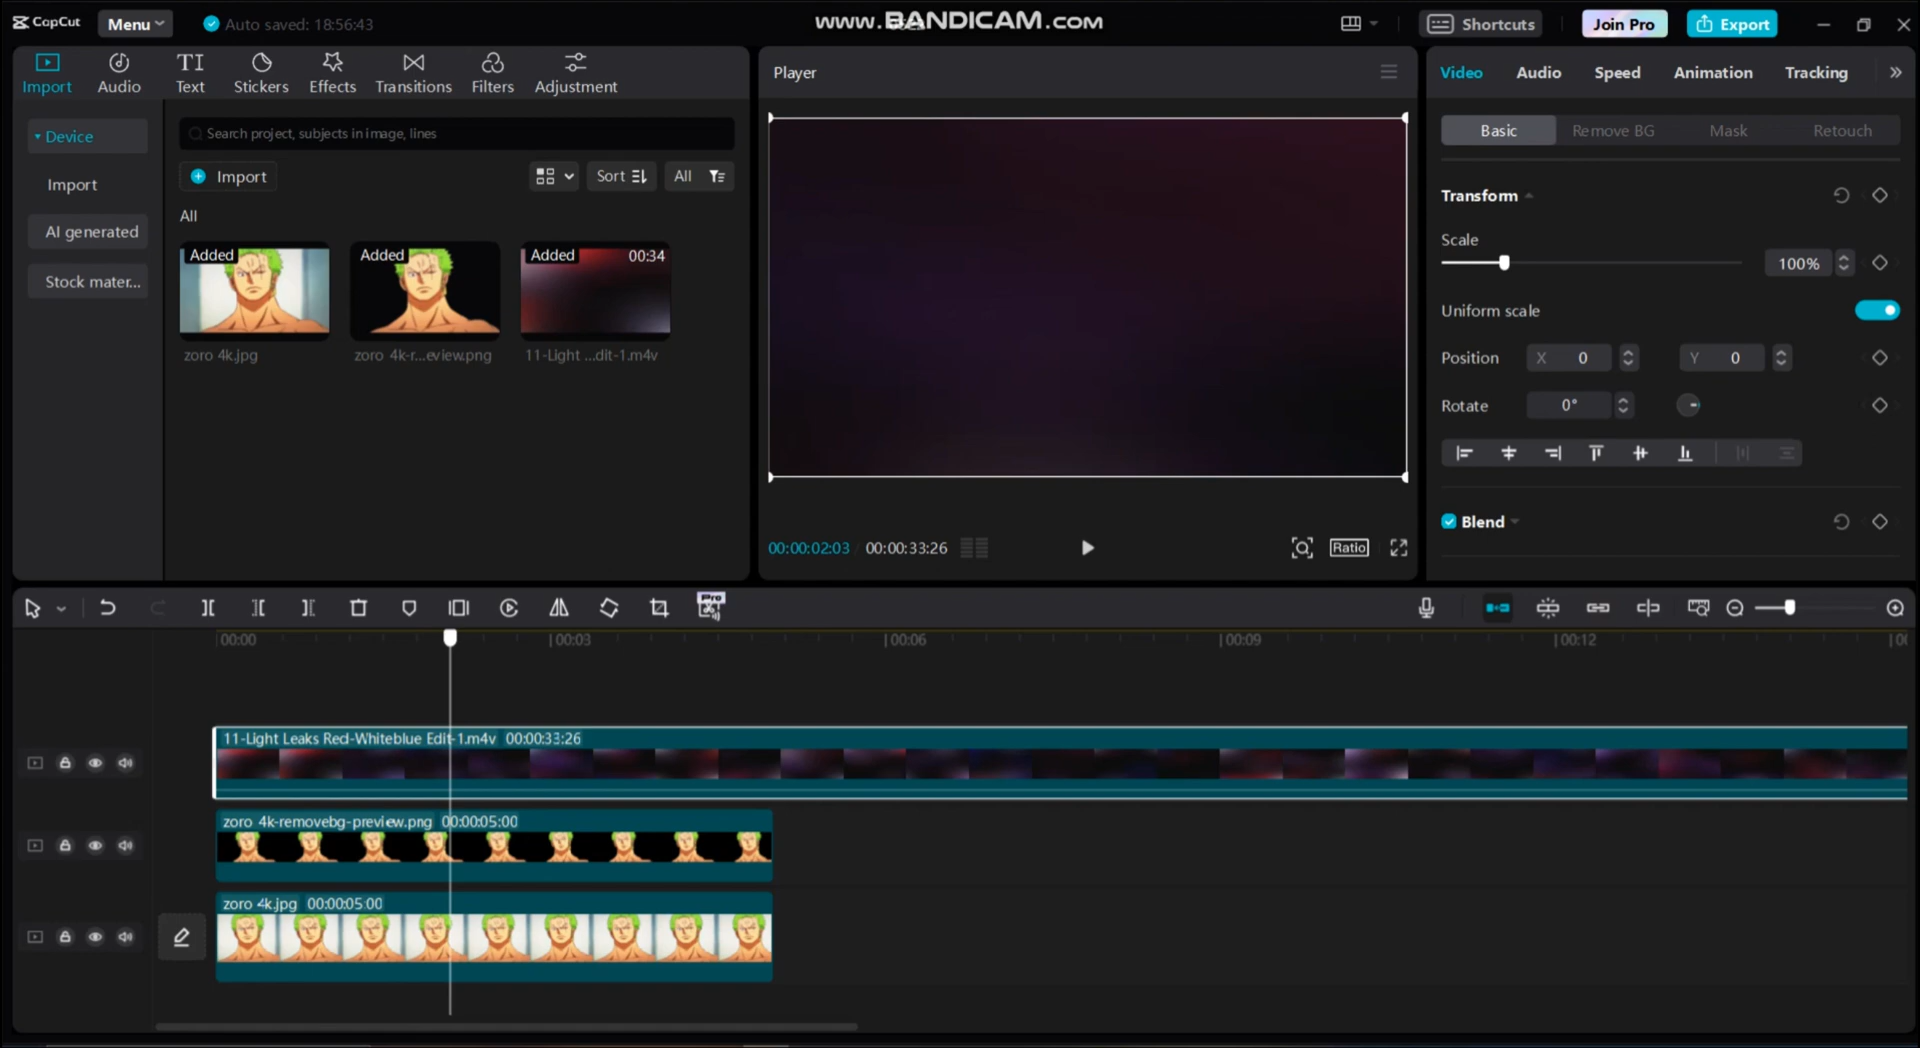 CapCut Menu Auto saved: 18:56:43 www.BANDICAM.com Shortcuts Join Pro Export
Import Audio Text Stickers Effects Transitions Filters Adjustment
Device
Import
AI generated
Stock mater...
Search project, subjects in image, lines
Import Sort All
All
Added Added Added 00:34
zoro 4k.jpg zoro 4k-r...eview.png 11-Light ...dit-1.m4v
Player
00:00:02:03 00:00:33:26 Ratio
Video Audio Speed Animation Tracking
Basic Remove BG Mask Retouch
Transform
Scale
100%
Uniform scale
Position X 0 Y 0
Rotate 0°
Blend
Pro
00:00 00:03 00:06 00:09 00:12
11-Light Leaks Red-Whiteblue Edit-1.m4v 00:00:33:26
zoro 4k-removebg-preview.png 00:00:05:00
zoro 4k.jpg 00:00:05:00